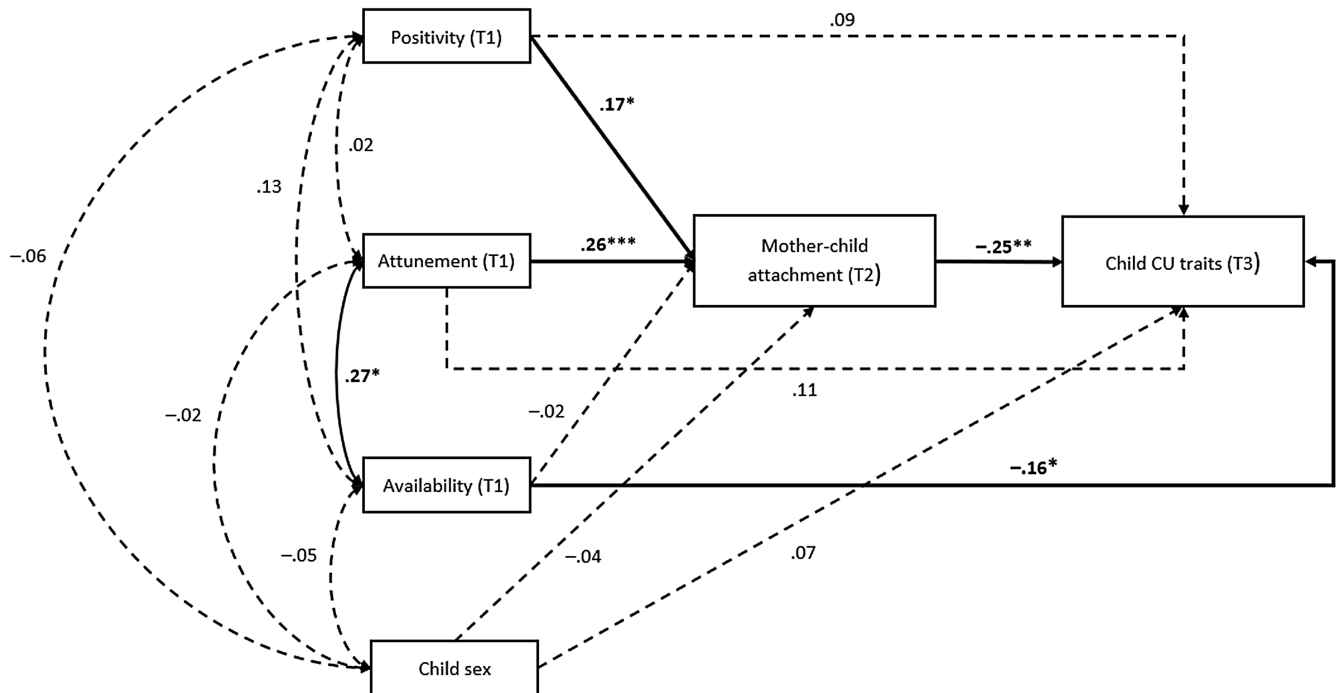 Positivity (T1)
.09
.17*
.02
.13
–.06
Attunement (T1)
.26***
Mother-child
attachment (T2)
–.25**
Child CU traits (T3)
.27*
–.02
–.02
.11
Availability (T1)
–.16*
–.05
–.04
.07
Child sex